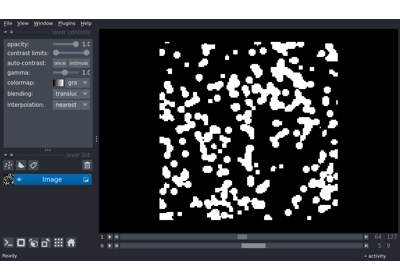 File View Window Plugins Help
layer controls
opacity: 1.0
contrast limits:
auto-contrast: once
gamma: 1.0
colormap: gra
blending: translu
interpolation: nearest
layer list
Image
1 64 127
0 5 9
Ready activity